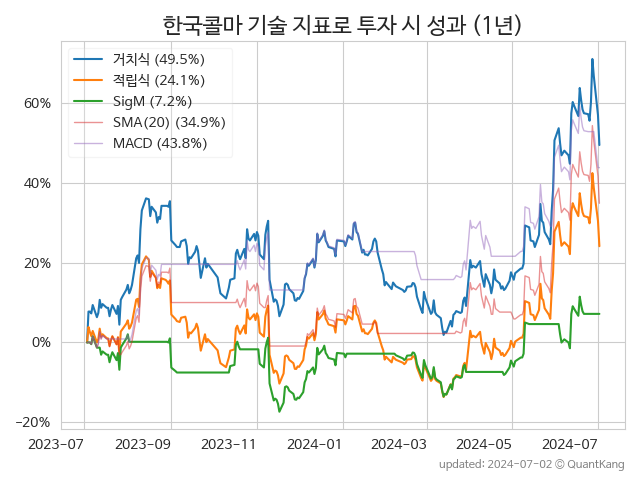 한국콜마 기술 지표로 투자 시 성과 (1년)
거치식 (49.5%)
적립식 (24.1%)
SigM (7.2%)
SMA(20) (34.9%)
MACD (43.8%)
60%
40%
20%
0%
−20%
2023-07 2023-09 2023-11 2024-01 2024-03 2024-05 2024-07
updated: 2024-07-02 © QuantKang